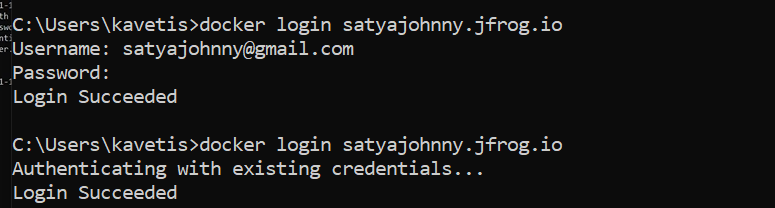 C:\Users\kavetis>docker login satyajohnny.jfrog.io
Username: satyajohnny@gmail.com
Password:
Login Succeeded
C:\Users\kavetis>docker login satyajohnny.jfrog.io
Authenticating with existing credentials...
Login Succeeded